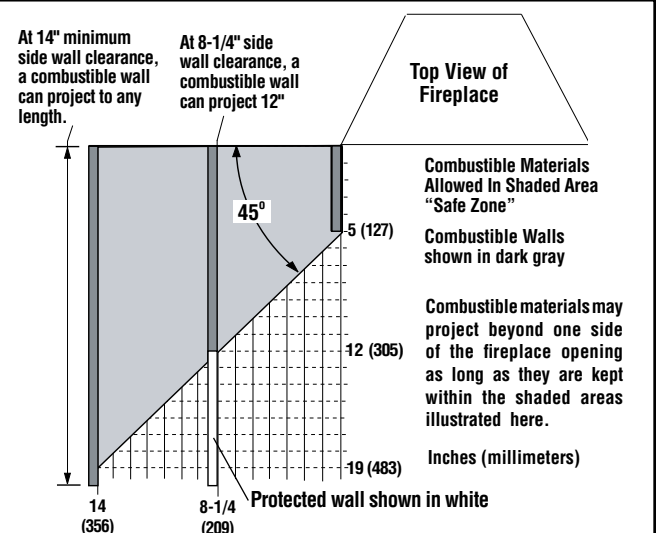 At 14" minimum
side wall clearance,
a combustible wall
can project to any
length.
At 8-1/4" side
wall clearance, a
combustible wall
can project 12"
Top View of
Fireplace
45°
Combustible Materials
Allowed In Shaded Area
“Safe Zone”
5 (127)
Combustible Walls
shown in dark gray
Combustible materials may
project beyond one side
of the fireplace opening
as long as they are kept
within the shaded areas
illustrated here.
12 (305)
Inches (millimeters)
19 (483)
Protected wall shown in white
14
(356)
8-1/4
(209)